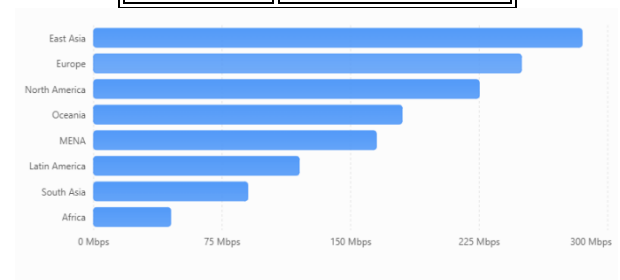 East Asia
Europe
North America
Oceania
MENA
Latin America
South Asia
Africa
0 Mbps 75 Mbps 150 Mbps 225 Mbps 300 Mbps